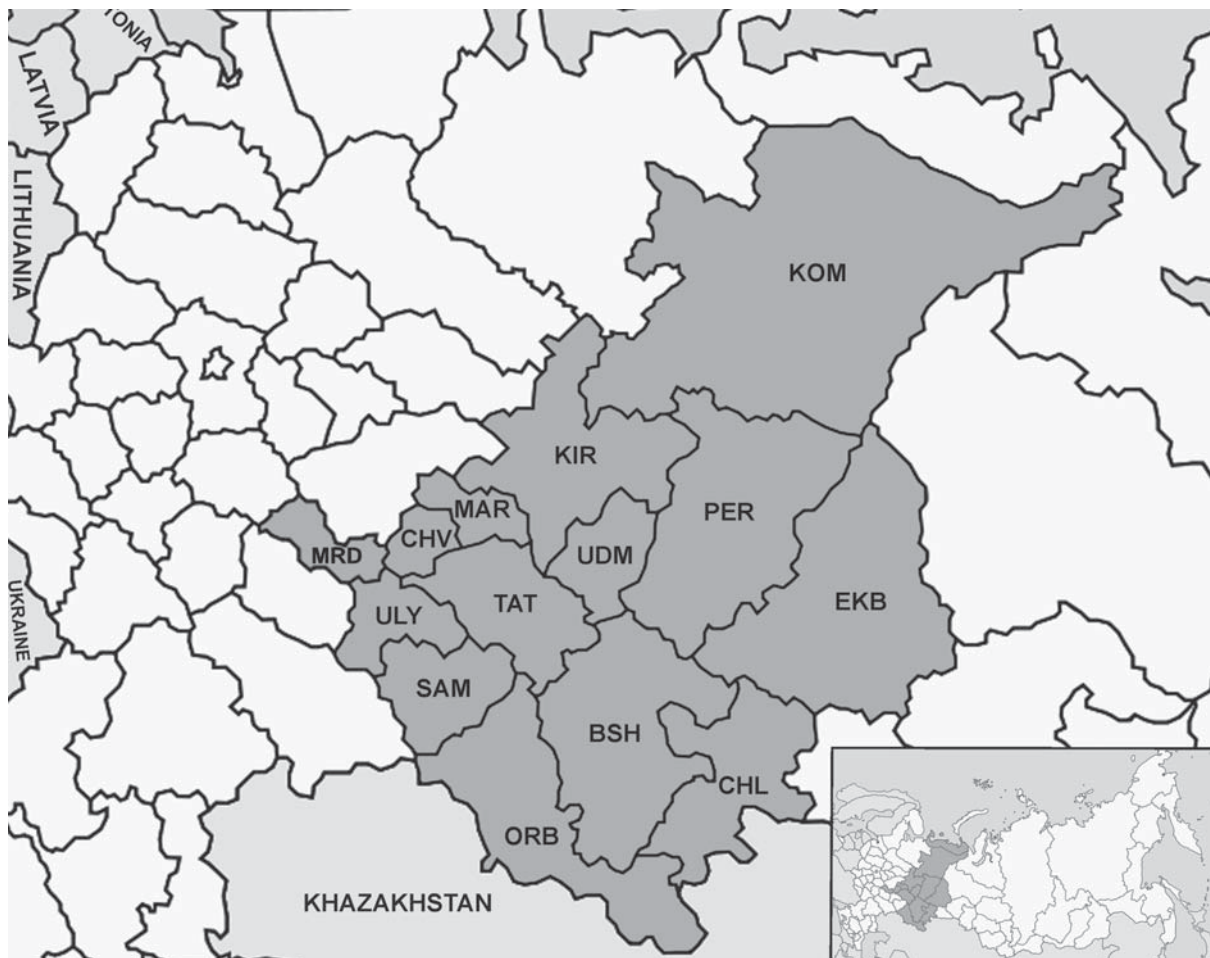 TONIA
LATVIA
LITHUANIA
KOM
KIR
MAR
PER
CHV
MRD
UDM
TAT
EKB
ULY
SAM
BSH
CHL
ORB
UKRAINE
KHAZAKHSTAN